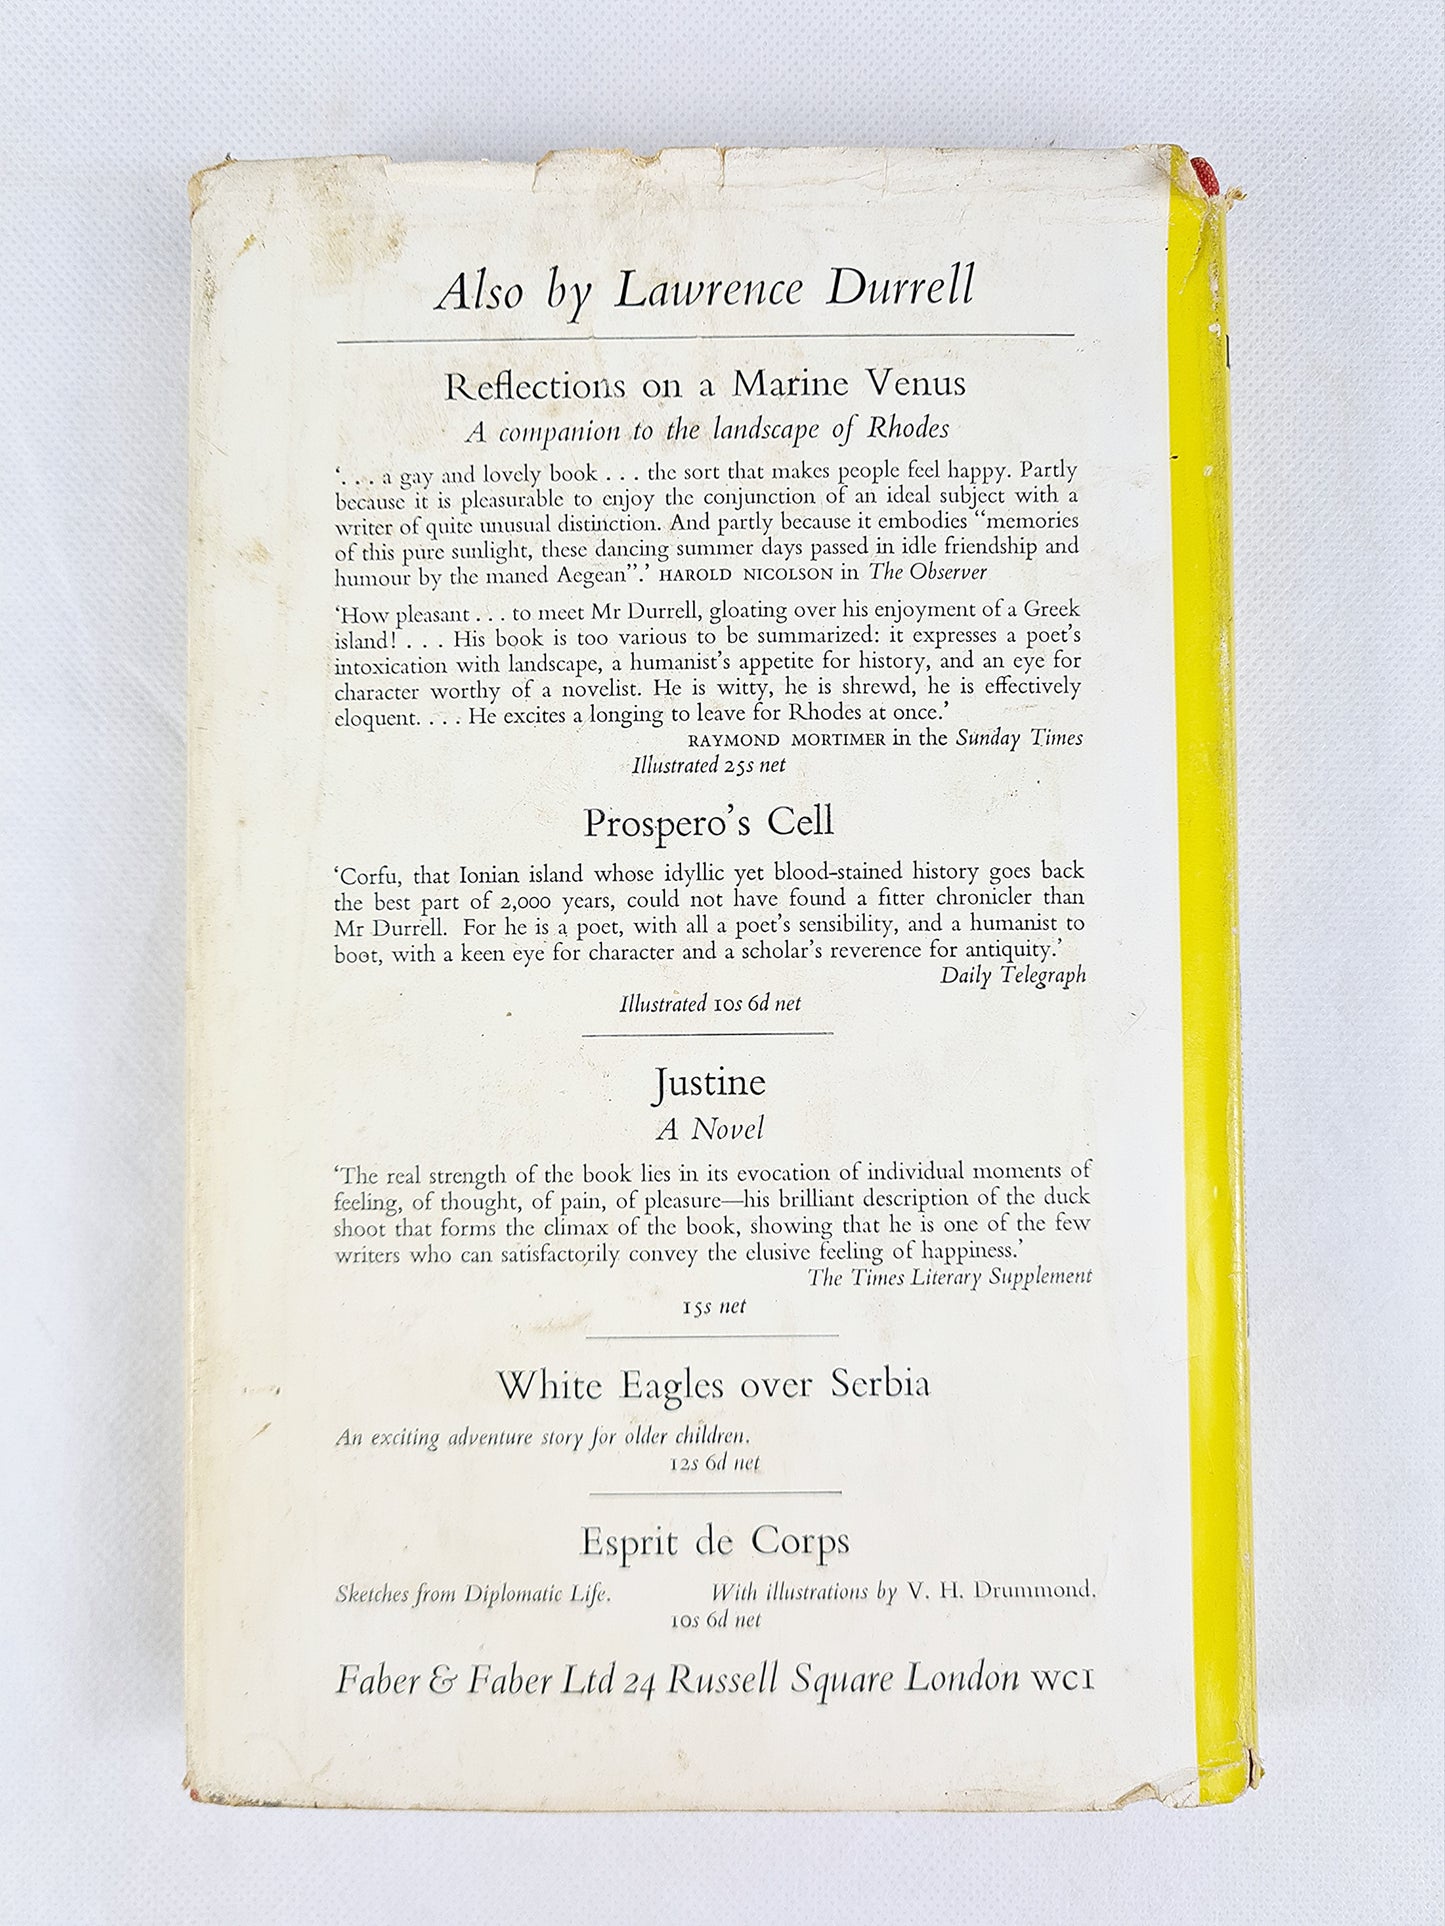 Also by Lawrence Durrell
Reflections on a Marine Venus
A companion to the landscape of Rhodes
‘. . . a gay and lovely book . . . the sort that makes people feel happy. Partly
because it is pleasurable to enjoy the conjunction of an ideal subject with a
writer of quite unusual distinction. And partly because it embodies “memories
of this pure sunlight, these dancing summer days passed in idle friendship and
humour by the maned Aegean”.’ HAROLD NICOLSON in The Observer
‘How pleasant . . . to meet Mr Durrell, gloating over his enjoyment of a Greek
island! . . . His book is too various to be summarized: it expresses a poet’s
intoxication with landscape, a humanist’s appetite for history, and an eye for
character worthy of a novelist. He is witty, he is shrewd, he is effectively
eloquent. . . . He excites a longing to leave for Rhodes at once.’
RAYMOND MORTIMER in the Sunday Times
Illustrated 25s net
Prospero’s Cell
‘Corfu, that Ionian island whose idyllic yet blood-stained history goes back
the best part of 2,000 years, could not have found a fitter chronicler than
Mr Durrell. For he is a poet, with all a poet’s sensibility, and a humanist to
boot, with a keen eye for character and a scholar’s reverence for antiquity.’
Daily Telegraph
Illustrated 10s 6d net
Justine
A Novel
‘The real strength of the book lies in its evocation of individual moments of
feeling, of thought, of pain, of pleasure—his brilliant description of the duck
shoot that forms the climax of the book, showing that he is one of the few
writers who can satisfactorily convey the elusive feeling of happiness.’
The Times Literary Supplement
15s net
White Eagles over Serbia
An exciting adventure story for older children.
12s 6d net
Esprit de Corps
Sketches from Diplomatic Life. With illustrations by V. H. Drummond.
10s 6d net
Faber & Faber Ltd 24 Russell Square London WC1